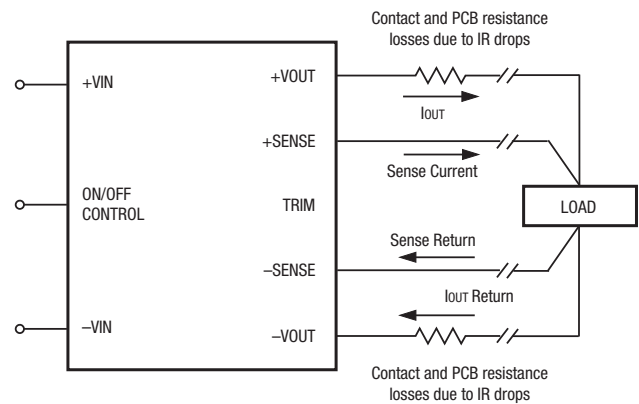 Contact and PCB resistance
losses due to IR drops
+VIN
+VOUT
IOUT
+SENSE
Sense Current
ON/OFF
CONTROL
TRIM
LOAD
Sense Return
–SENSE
IOUT Return
–VIN
–VOUT
Contact and PCB resistance
losses due to IR drops